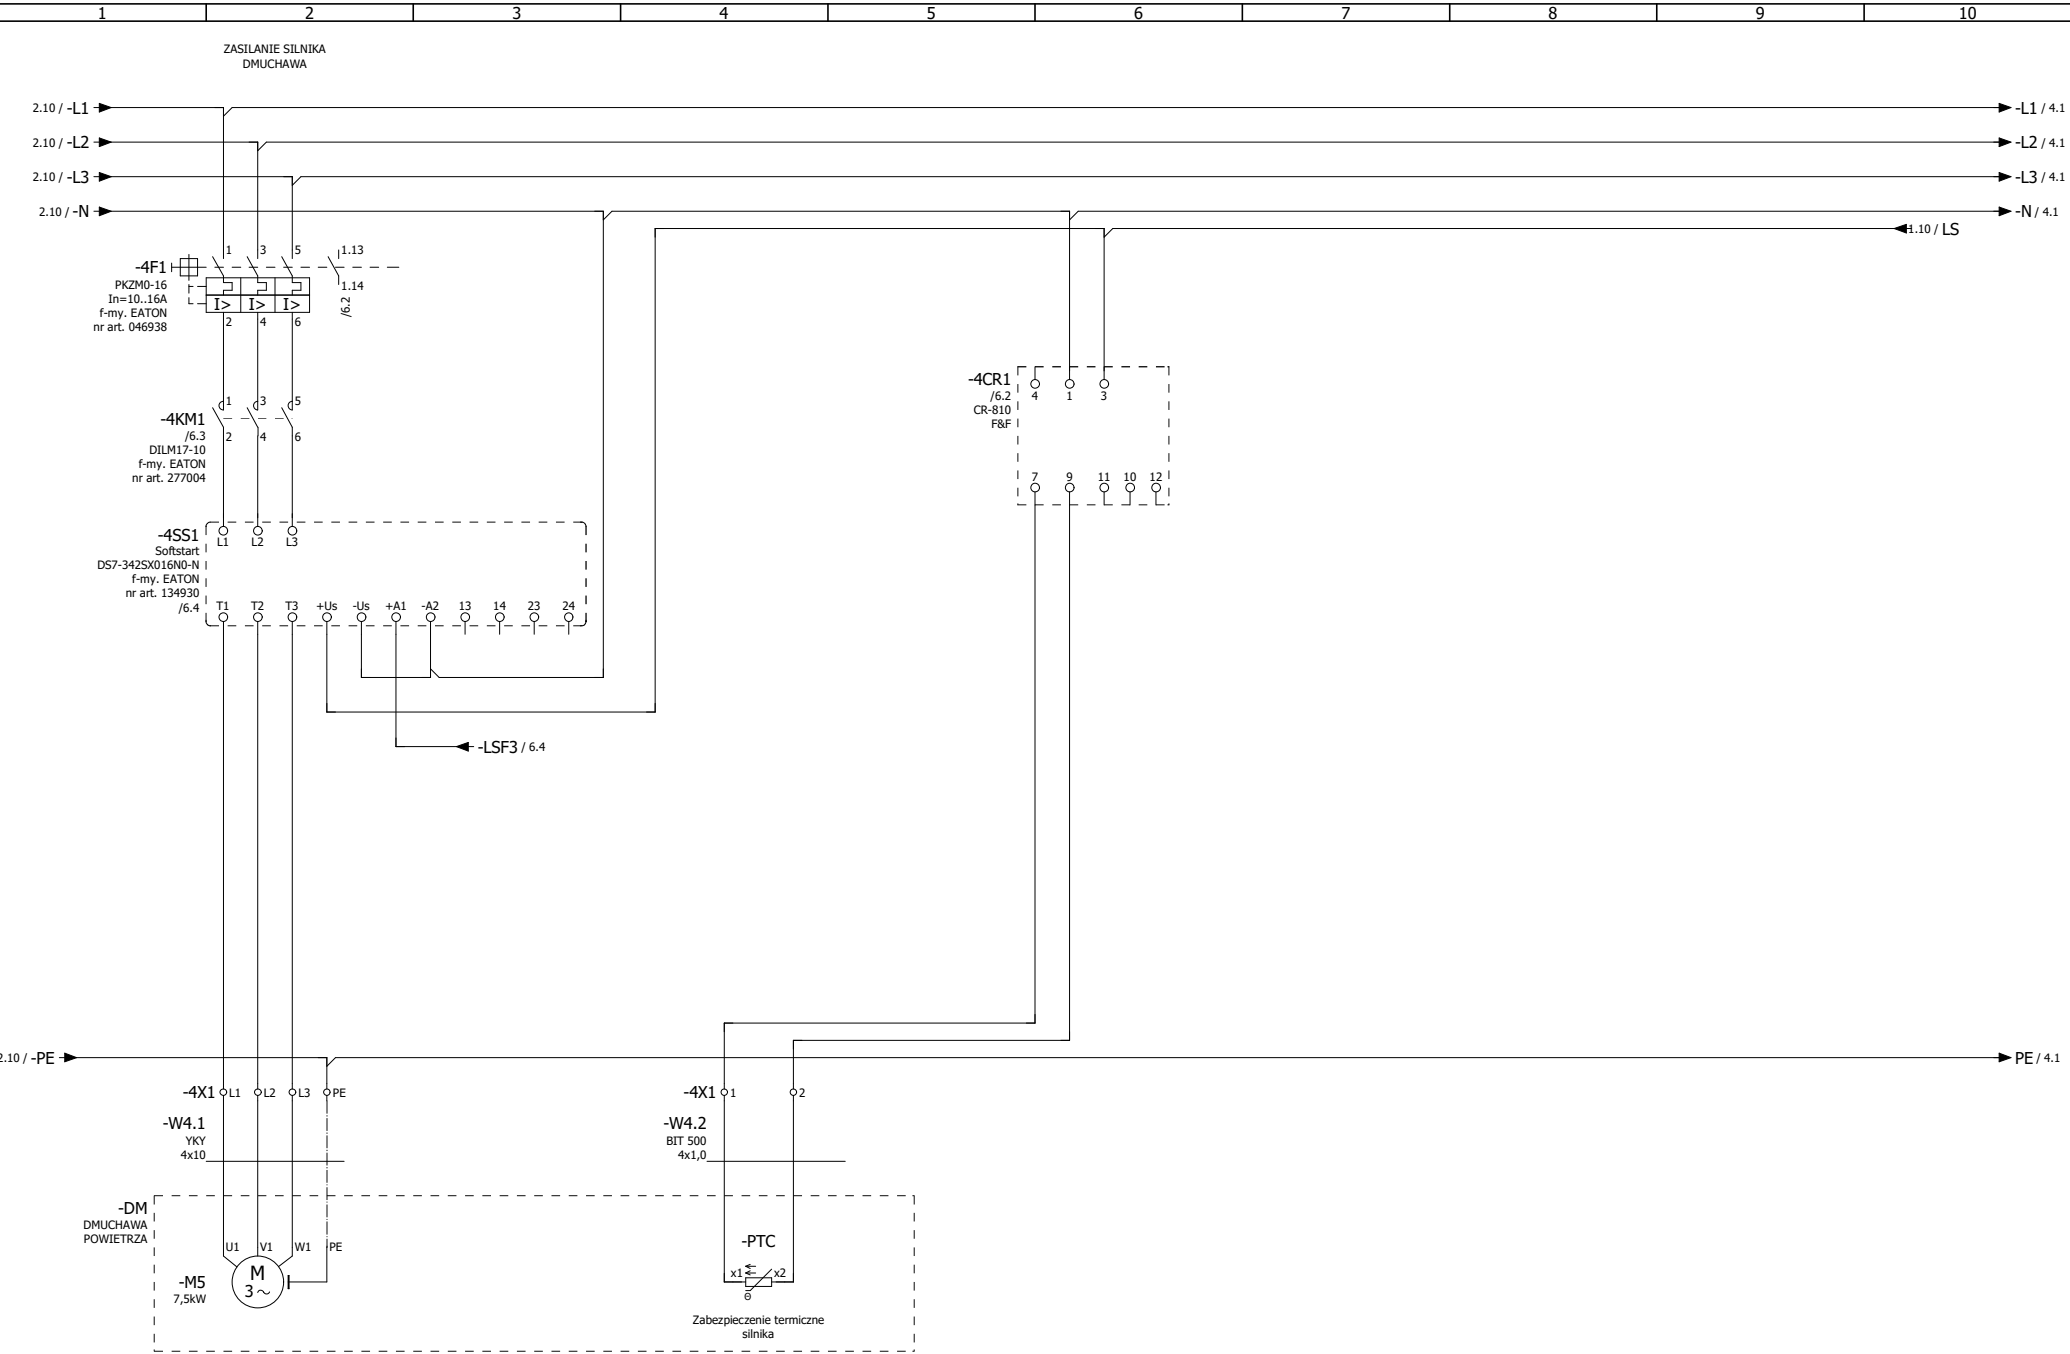 1 2 3 4 5 6 7 8 9 10
ZASILANIE SILNIKA
DMUCHAWA
2.10 / -L1
-L1 / 4.1
2.10 / -L2
-L2 / 4.1
2.10 / -L3
-L3 / 4.1
2.10 / -N
-N / 4.1
1.10 / LS
1 3 5 1.13
-4F1
PKZM0-16
In=10..16A
f-my. EATON
nr art. 046938
I> I> I>
1.14
/6.2
2 4 6
-4KM1
/6.3
DILM17-10
f-my. EATON
nr art. 277004
1 3 5
2 4 6
-4CR1
/6.2
CR-810
F&F
4 1 3
7 9 11 10 12
-4SS1
Softstart
DS7-342SX016N0-N
f-my. EATON
nr art. 134930
/6.4
L1 L2 L3
T1 T2 T3 +Us -Us +A1 -A2 13 14 23 24
-LSF3 / 6.4
2.10 / -PE
PE / 4.1
-4X1 L1 L2 L3 PE
-4X1 1 2
-W4.1
YKY
4x10
-W4.2
BIT 500
4x1,0
-DM
DMUCHAWA
POWIETRZA
U1 V1 W1 PE
-M5
7,5kW
M
3~
-PTC
x1 x2
Θ
Zabezpieczenie termiczne
silnika